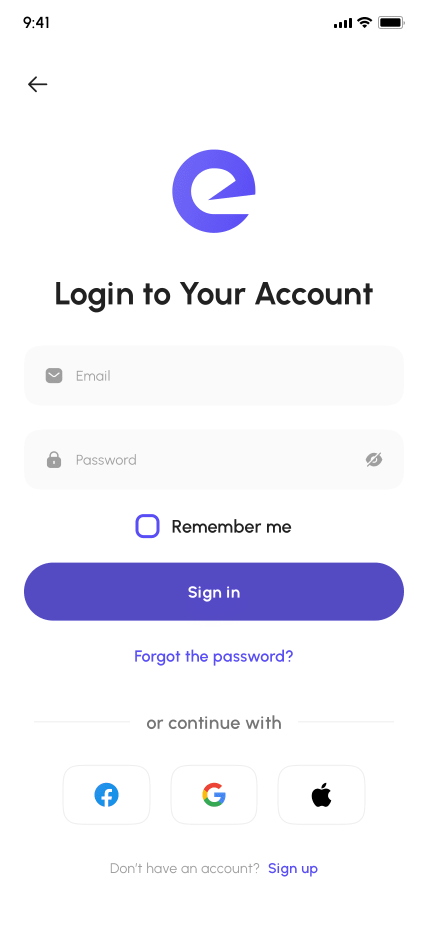 9:41
Login to Your Account
Email
Password
Remember me
Sign in
Forgot the password?
or continue with
Don't have an account? Sign up